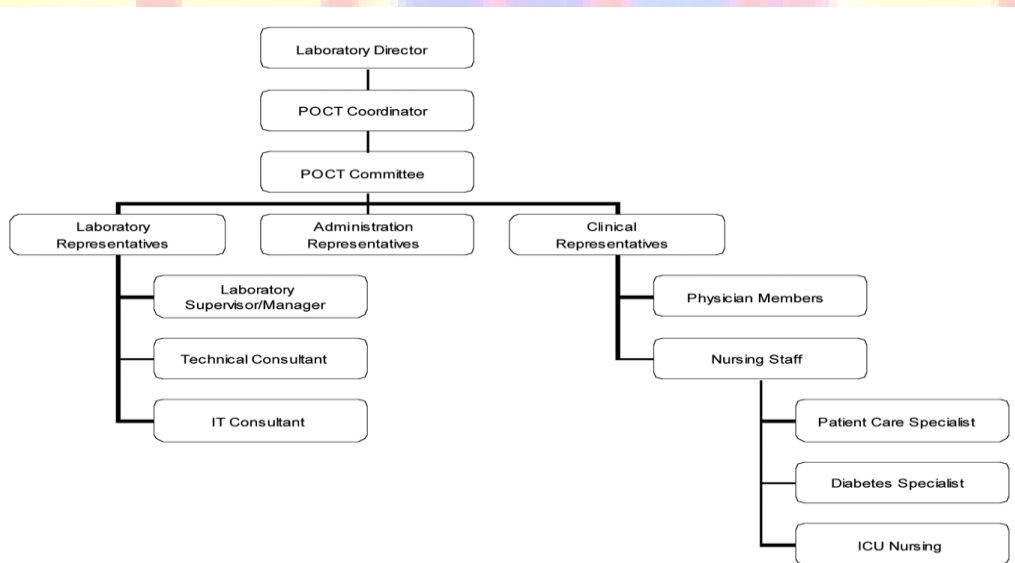 Laboratory Director
POCT Coordinator
POCT Committee
Laboratory
Representatives
Administration
Representatives
Clinical
Representatives
Laboratory
Supervisor/Manager
Technical Consultant
IT Consultant
Physician Members
Nursing Staff
Patient Care Specialist
Diabetes Specialist
ICU Nursing